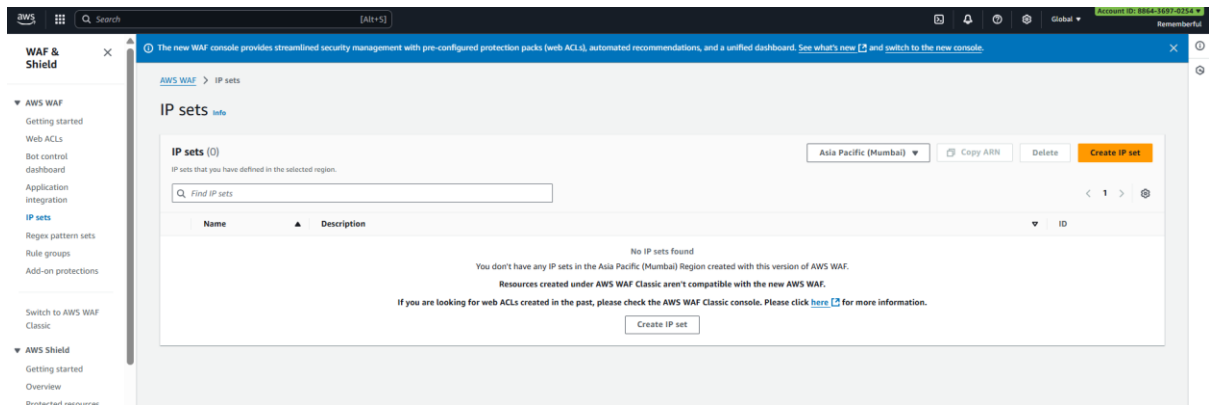 aws
Search
[Alt+S]
Global
Account ID: 8864-3697-0254
Rememberful
WAF &
Shield
The new WAF console provides streamlined security management with pre-configured protection packs (web ACLs), automated recommendations, and a unified dashboard. See what's new and switch to the new console.
AWS WAF > IP sets
AWS WAF
Getting started
Web ACLs
Bot control
dashboard
Application
integration
IP sets
Regex pattern sets
Rule groups
Add-on protections
Switch to AWS WAF
Classic
AWS Shield
Getting started
Overview
Protected resources
IP sets Info
IP sets (0)
IP sets that you have defined in the selected region.
Asia Pacific (Mumbai)
Copy ARN
Delete
Create IP set
Find IP sets
< 1 >
Name
Description
ID
No IP sets found
You don't have any IP sets in the Asia Pacific (Mumbai) Region created with this version of AWS WAF.
Resources created under AWS WAF Classic aren't compatible with the new AWS WAF.
If you are looking for web ACLs created in the past, please check the AWS WAF Classic console. Please click here for more information.
Create IP set